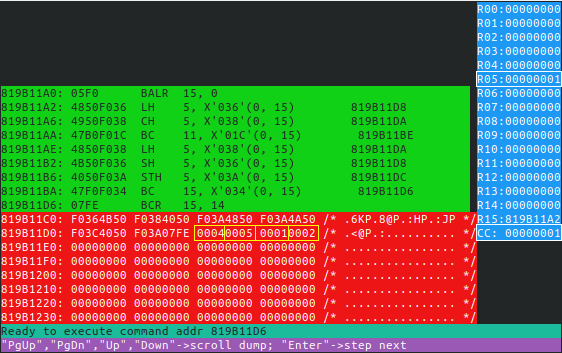 R00:00000000
R01:00000000
R02:00000000
R03:00000000
R04:00000000
R05:00000001
819B11A0: 05F0 BALR 15, 0 R06:00000000
819B11A2: 4850F036 LH 5, X'036'(0, 15) 819B11D8 R07:00000000
819B11A6: 4950F038 CH 5, X'038'(0, 15) 819B11DA R08:00000000
819B11AA: 47B0F01C BC 11, X'01C'(0, 15) 819B11BE R09:00000000
819B11AE: 4850F038 LH 5, X'038'(0, 15) 819B11DA R10:00000000
819B11B2: 4B50F036 SH 5, X'036'(0, 15) 819B11D8 R11:00000000
819B11B6: 4050F03A STH 5, X'03A'(0, 15) 819B11DC R12:00000000
819B11BA: 47F0F034 BC 15, X'034'(0, 15) 819B11D6 R13:00000000
819B11D6: 07FE BCR 15, 14 R14:00000000
819B11C0: F0364B50 F0384050 F03A4850 F03A4A50 /* .6KP.8@P.:HP.:JP */ R15:819B11A2
819B11D0: F03C4050 F03A07FE 00040005 00010002 /* .<@P.:.......... */ CC: 00000001
819B11E0: 00000000 00000000 00000000 00000000 /* ................ */
819B11F0: 00000000 00000000 00000000 00000000 /* ................ */
819B1200: 00000000 00000000 00000000 00000000 /* ................ */
819B1210: 00000000 00000000 00000000 00000000 /* ................ */
819B1220: 00000000 00000000 00000000 00000000 /* ................ */
819B1230: 00000000 00000000 00000000 00000000 /* ................ */
Ready to execute command addr 819B11D6
"PgUp","PgDn","Up","Down"->scroll dump; "Enter"->step next